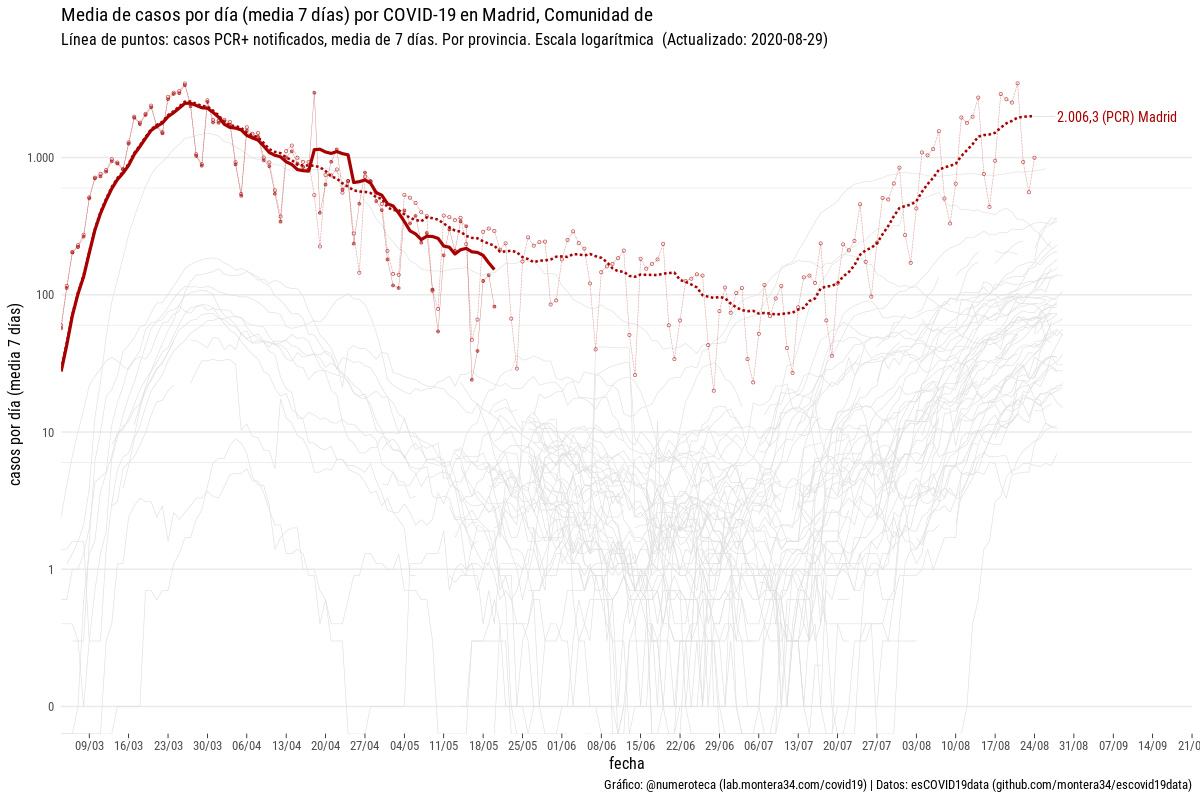 Media de casos por día (media 7 días) por COVID-19 en Madrid, Comunidad de
Línea de puntos: casos PCR+ notificados, media de 7 días. Por provincia. Escala logarítmica  (Actualizado: 2020-08-29)
2.006,3 (PCR) Madrid
casos por día (media 7 días)
1.000
100
10
1
0
09/03 16/03 23/03 30/03 06/04 13/04 20/04 27/04 04/05 11/05 18/05 25/05 01/06 08/06 15/06 22/06 29/06 06/07 13/07 20/07 27/07 03/08 10/08 17/08 24/08 31/08 07/09 14/09 21/0
fecha
Gráfico: @numeroteca (lab.montera34.com/covid19) | Datos: esCOVID19data (github.com/montera34/escovid19data)